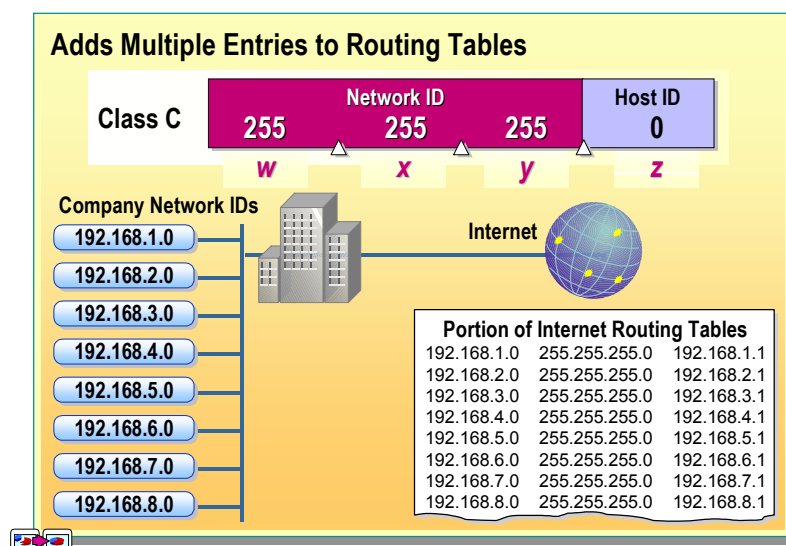 Adds Multiple Entries to Routing Tables
Class C
Network ID
Host ID
255 255 255 0
w x y z
Company Network IDs
192.168.1.0
192.168.2.0
192.168.3.0
192.168.4.0
192.168.5.0
192.168.6.0
192.168.7.0
192.168.8.0
Internet
Portion of Internet Routing Tables
192.168.1.0 255.255.255.0 192.168.1.1
192.168.2.0 255.255.255.0 192.168.2.1
192.168.3.0 255.255.255.0 192.168.3.1
192.168.4.0 255.255.255.0 192.168.4.1
192.168.5.0 255.255.255.0 192.168.5.1
192.168.6.0 255.255.255.0 192.168.6.1
192.168.7.0 255.255.255.0 192.168.7.1
192.168.8.0 255.255.255.0 192.168.8.1